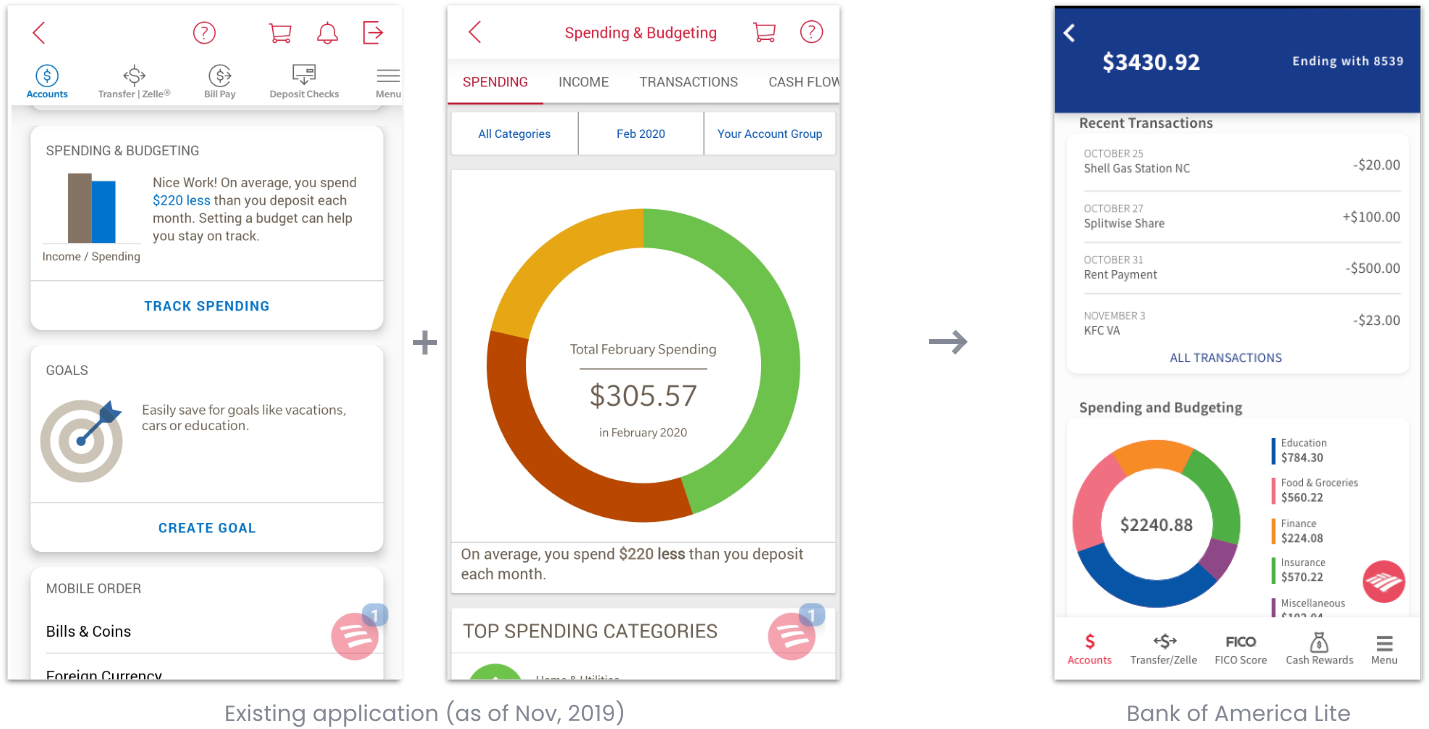 Accounts
Transfer | Zelle®
Bill Pay
Deposit Checks
Menu
SPENDING & BUDGETING
Nice Work! On average, you spend
$220 less than you deposit each
month. Setting a budget can help
you stay on track.
Income / Spending
TRACK SPENDING
GOALS
Easily save for goals like vacations,
cars or education.
CREATE GOAL
MOBILE ORDER
1
Bills & Coins
Foreign Currency
Spending & Budgeting
SPENDING
INCOME
TRANSACTIONS
CASH FLOW
All Categories
Feb 2020
Your Account Group
Total February Spending
$305.57
in February 2020
On average, you spend $220 less than you deposit
each month.
1
TOP SPENDING CATEGORIES
Home & Utilities
Existing application (as of Nov, 2019)
$3430.92
Ending with 8539
Recent Transactions
OCTOBER 25
Shell Gas Station NC
-$20.00
OCTOBER 27
Splitwise Share
+$100.00
OCTOBER 31
Rent Payment
-$500.00
NOVEMBER 3
KFC VA
-$23.00
ALL TRANSACTIONS
Spending and Budgeting
$2240.88
Education
$784.30
Food & Groceries
$560.22
Finance
$224.08
Insurance
$570.22
Miscellaneous
Accounts
Transfer/Zelle
FICO
FICO Score
Cash Rewards
Menu
Bank of America Lite